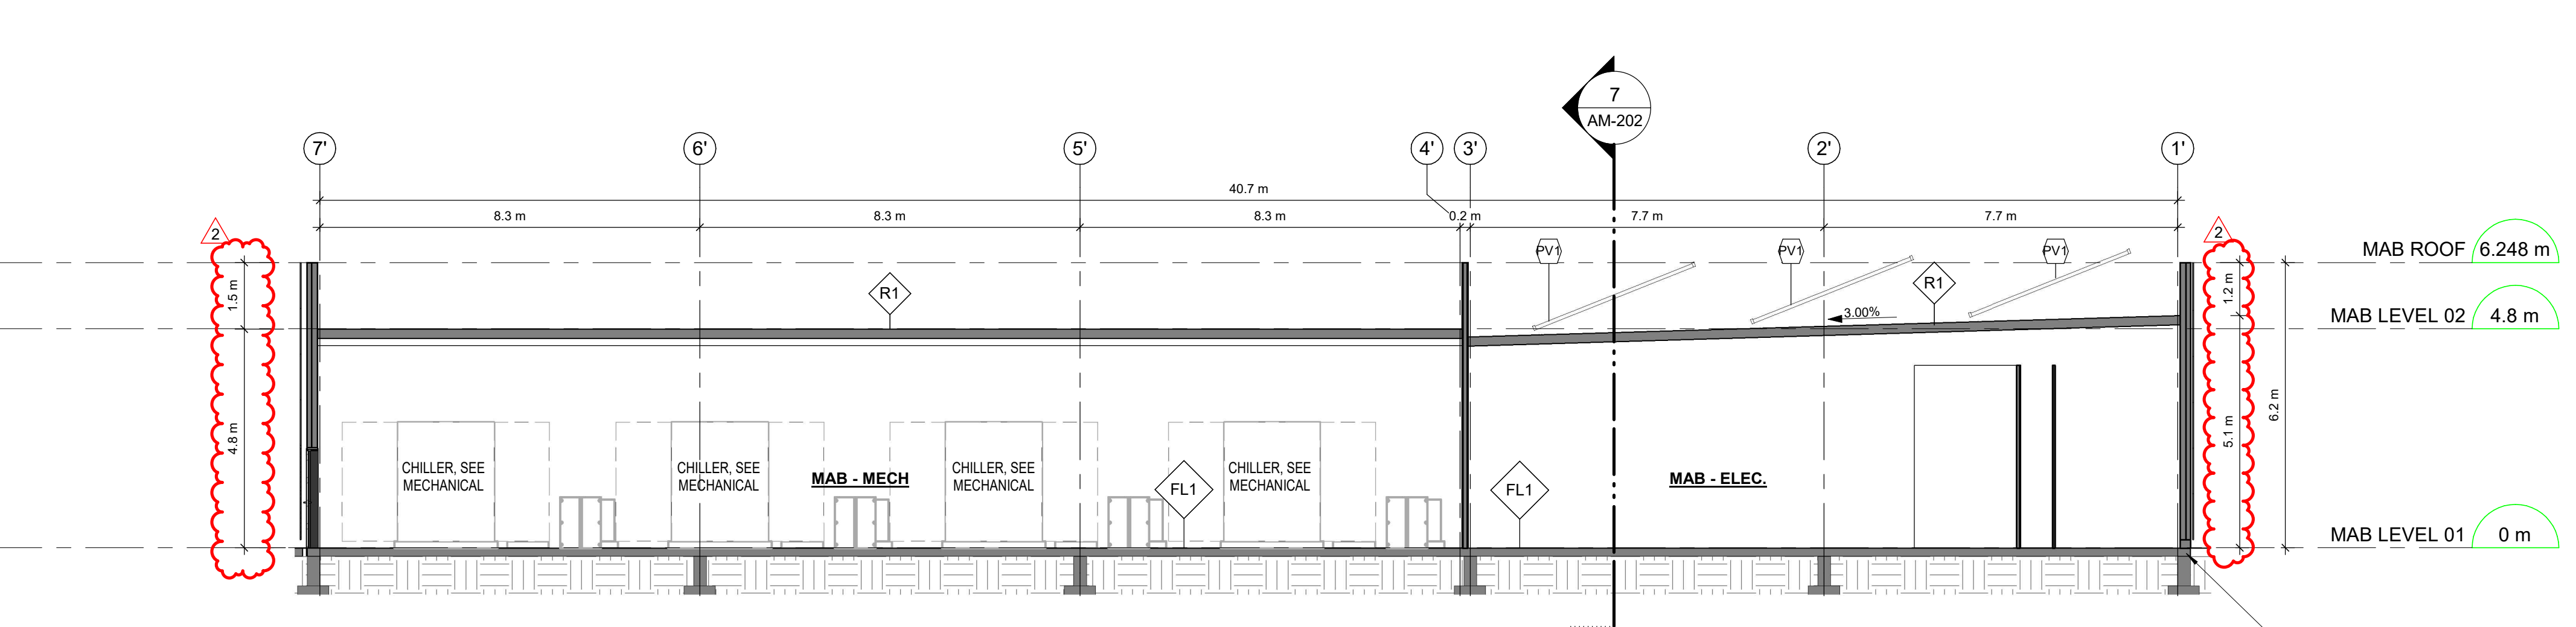 7
AM-202
7'
6'
5'
4'
3'
2'
1'
40.7 m
8.3 m
8.3 m
8.3 m
0.2 m
7.7 m
7.7 m
2
2
PV1
PV1
PV1
MAB ROOF
6.248 m
1.5 m
R1
R1
1.2 m
3.00%
MAB LEVEL 02
4.8 m
6.2 m
4.8 m
5.1 m
CHILLER, SEE
MECHANICAL
CHILLER, SEE
MECHANICAL
MAB - MECH
CHILLER, SEE
MECHANICAL
FL1
CHILLER, SEE
MECHANICAL
FL1
MAB - ELEC.
MAB LEVEL 01
0 m